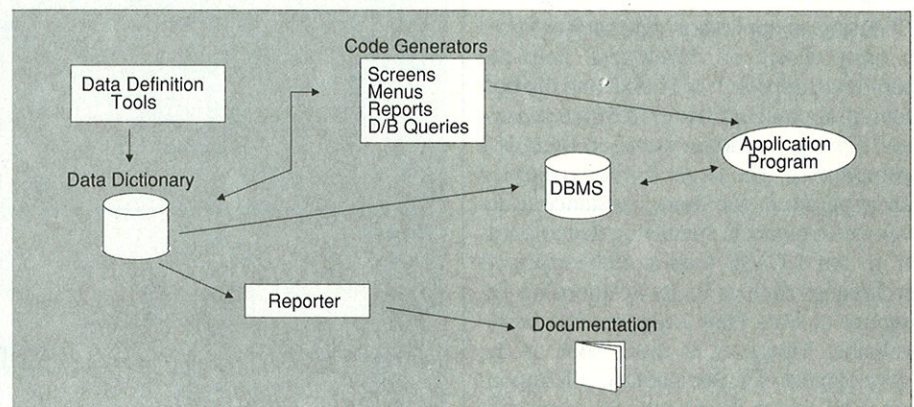 Code Generators
Screens
Menus
Reports
D/B Queries
Data Definition
Tools
Application
Program
Data Dictionary
DBMS
Reporter
Documentation